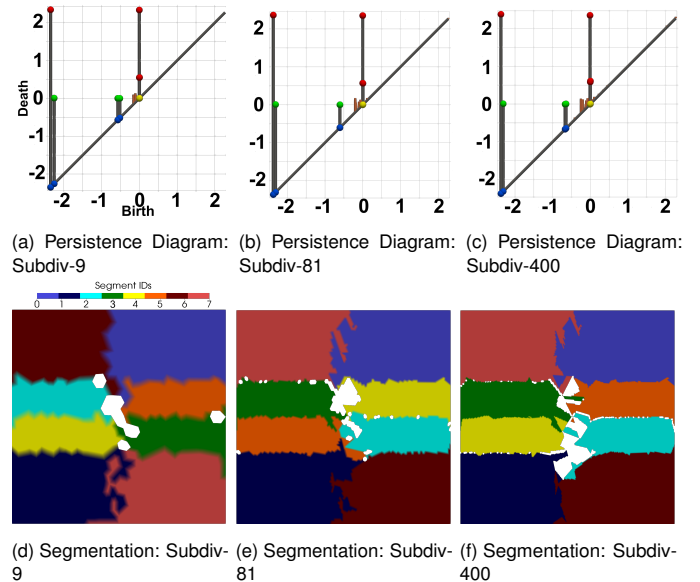 2
1
0
-1
-2
Death
-2 -1 0 1 2
Birth
2
1
0
-1
-2
-2 -1 0 1 2
2
1
0
-1
-2
-2 -1 0 1 2
(a) Persistence Diagram:
Subdiv-9
(b) Persistence Diagram:
Subdiv-81
(c) Persistence Diagram:
Subdiv-400
Segment IDs
0 1 2 3 4 5 6 7
(d) Segmentation: Subdiv-
9
(e) Segmentation: Subdiv-
81
(f) Segmentation: Subdiv-
400